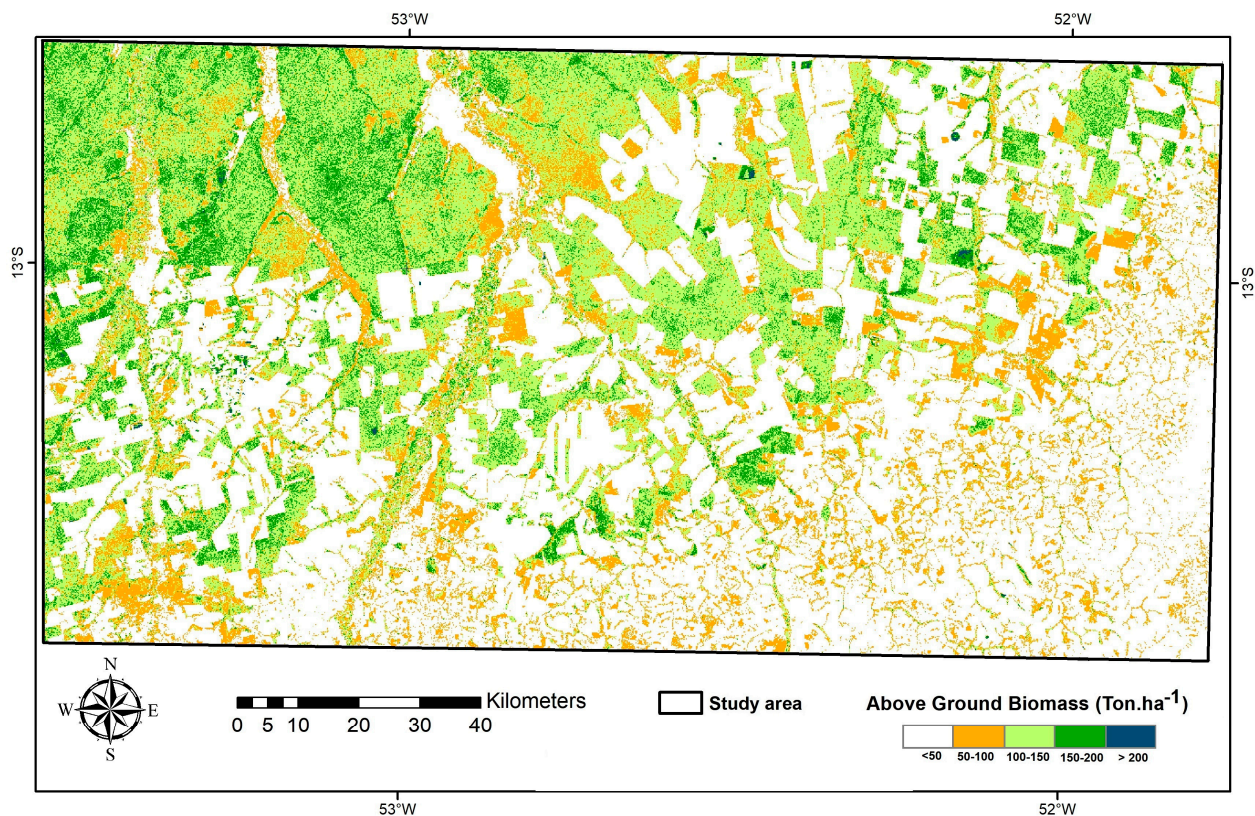 53°W 52°W
13°S 13°S
N
W E
S
Kilometers
0 5 10 20 30 40
Study area
Above Ground Biomass (Ton.ha⁻¹)
<50 50-100 100-150 150-200 > 200
53°W 52°W